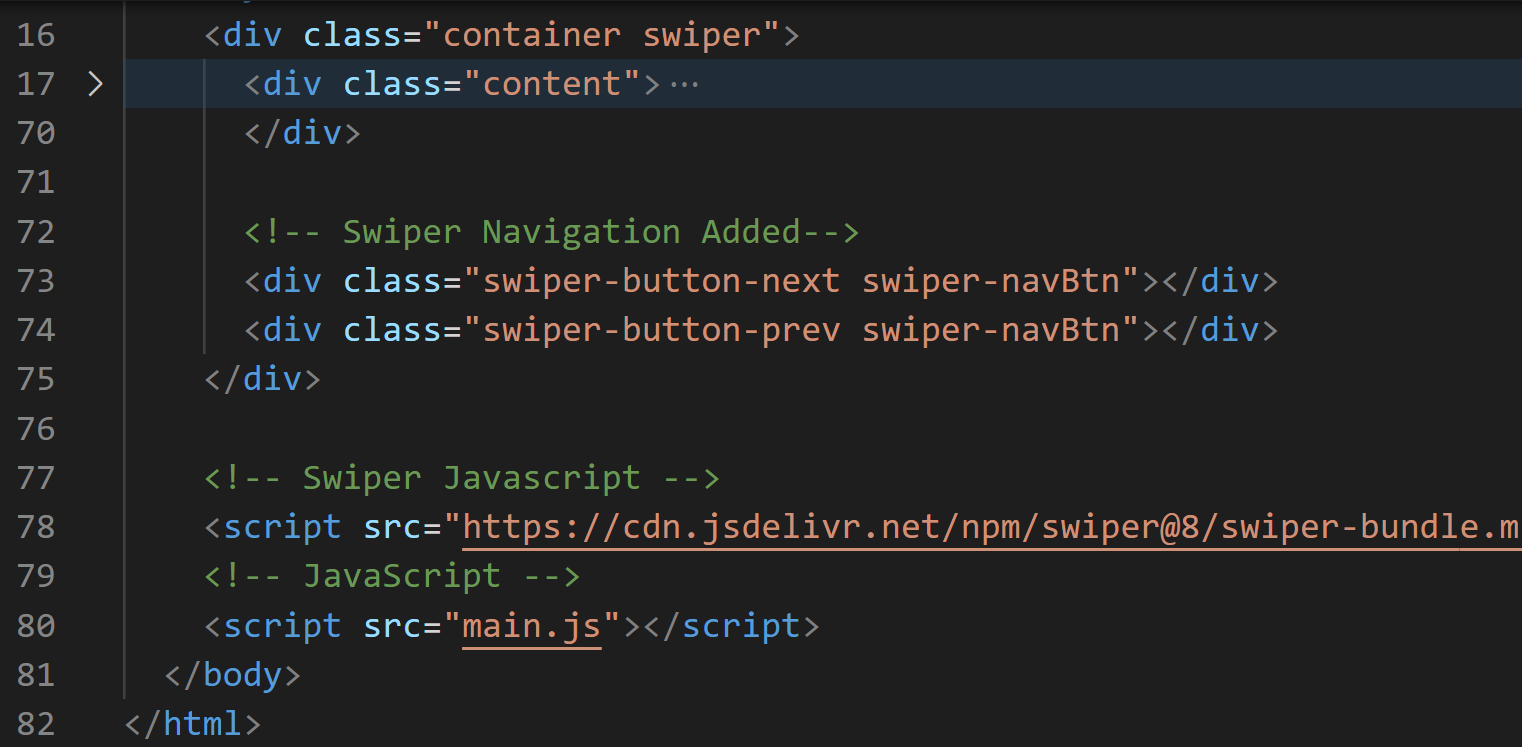 16 <div class="container swiper">
17 > <div class="content">···
70 </div>
71
72 <!-- Swiper Navigation Added-->
73 <div class="swiper-button-next swiper-navBtn"></div>
74 <div class="swiper-button-prev swiper-navBtn"></div>
75 </div>
76
77 <!-- Swiper Javascript -->
78 <script src="https://cdn.jsdelivr.net/npm/swiper@8/swiper-bundle.m
79 <!-- JavaScript -->
80 <script src="main.js"></script>
81 </body>
82 </html>